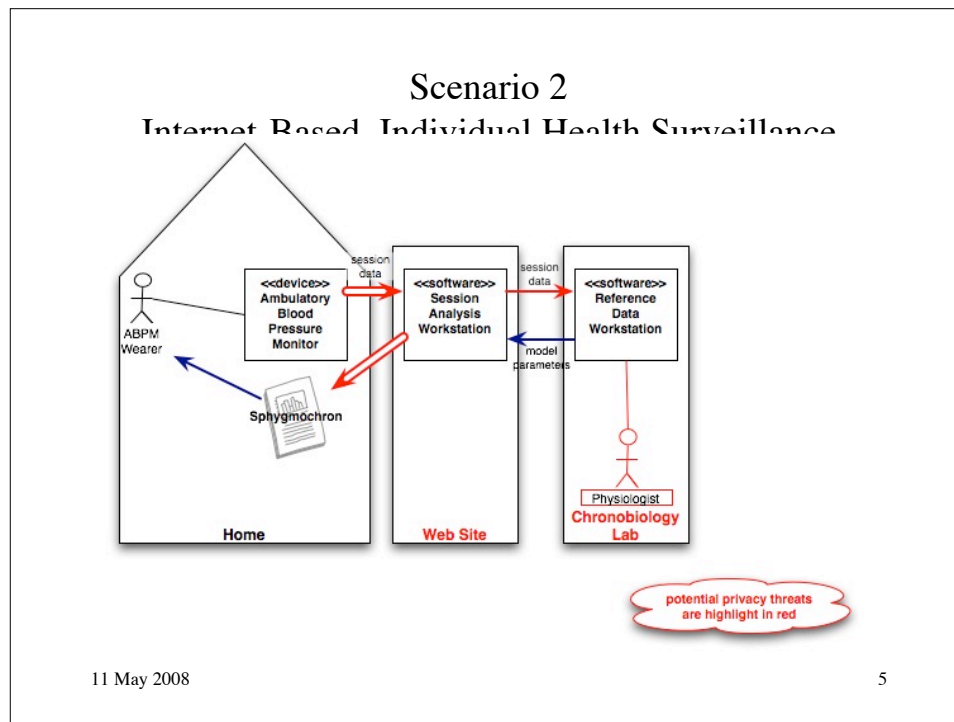 Scenario 2
Internet-Based, Individual Health Surveillance
session
data
session
data
<<device>>
Ambulatory
Blood
Pressure
Monitor
<<software>>
Session
Analysis
Workstation
<<software>>
Reference
Data
Workstation
ABPM
Wearer
model
parameters
Sphygmochron
Physiologist
Chronobiology
Lab
Home
Web Site
potential privacy threats
are highlight in red
11 May 2008
5